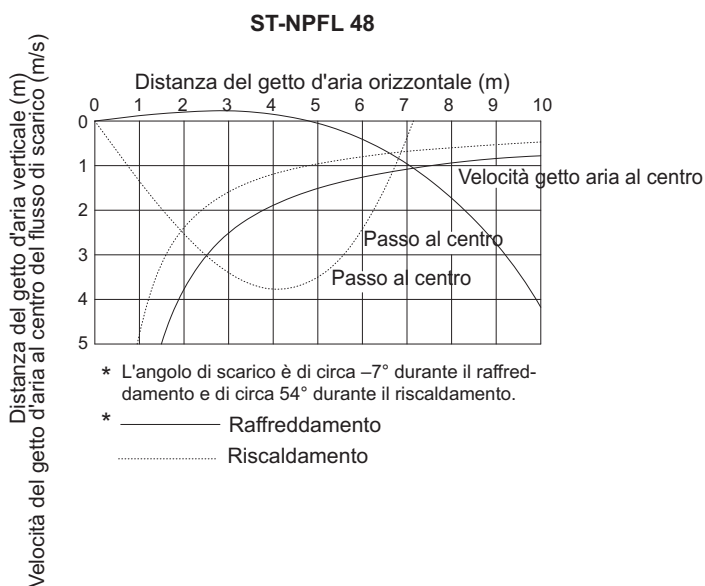 ST-NPFL 48
Distanza del getto d'aria orizzontale (m)
0 1 2 3 4 5 6 7 8 9 10
0
1
2
3
4
5
Distanza del getto d'aria verticale (m)
Velocità del getto d'aria al centro del flusso di scarico (m/s)
Velocità getto aria al centro
Passo al centro
Passo al centro
* L'angolo di scarico è di circa –7° durante il raffred-
damento e di circa 54° durante il riscaldamento.
* Raffreddamento
Riscaldamento